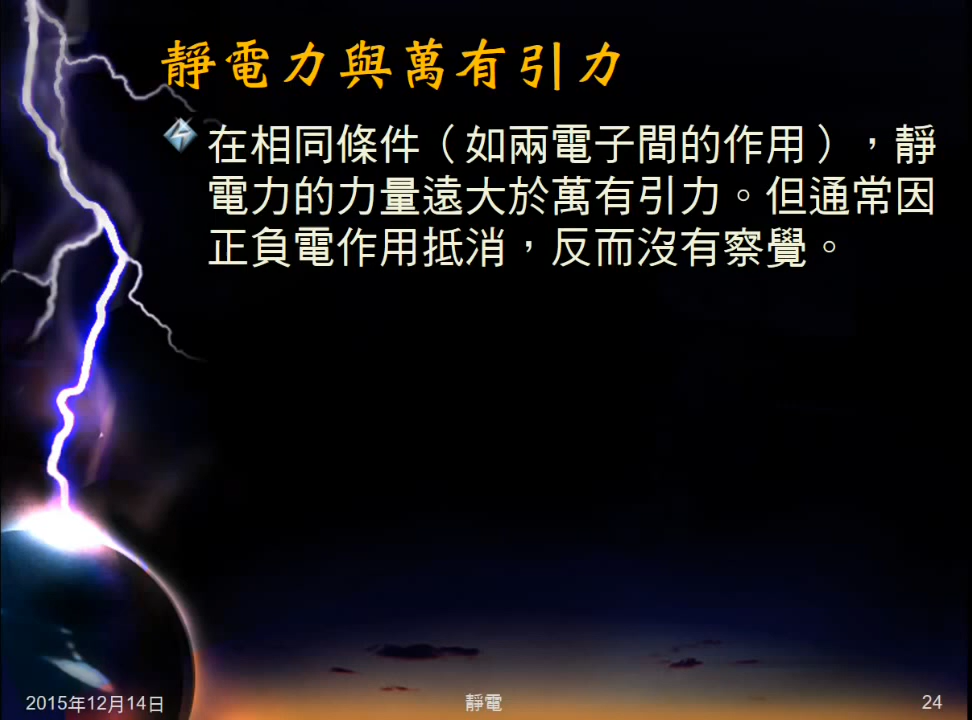 靜電力與萬有引力
在相同條件（如兩電子間的作用），靜
電力的力量遠大於萬有引力。但通常因
正負電作用抵消，反而沒有察覺。
2015年12月14日
靜電
24